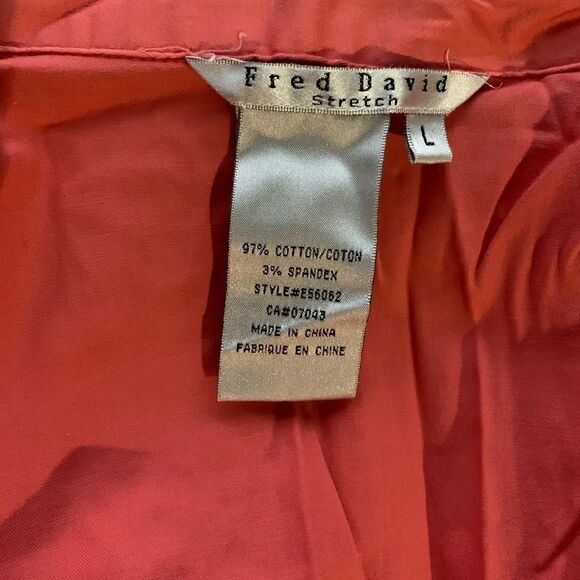 Fred David
Stretch
L
97% COTTON/COTON
3% SPANDEX
STYLE#E56062
CA#07043
MADE IN CHINA
FABRIQUE EN CHINE